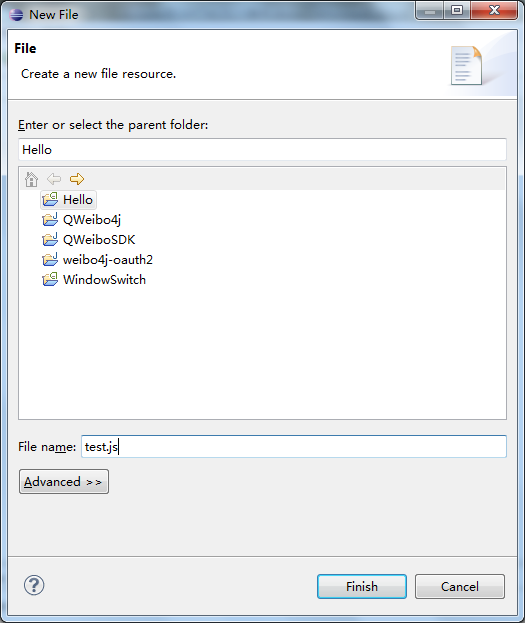 New File
File
Create a new file resource.
Enter or select the parent folder:
Hello
Hello
QWeibo4j
QWeiboSDK
weibo4j-oauth2
WindowSwitch
File name: test.js
Advanced >>
? Finish Cancel